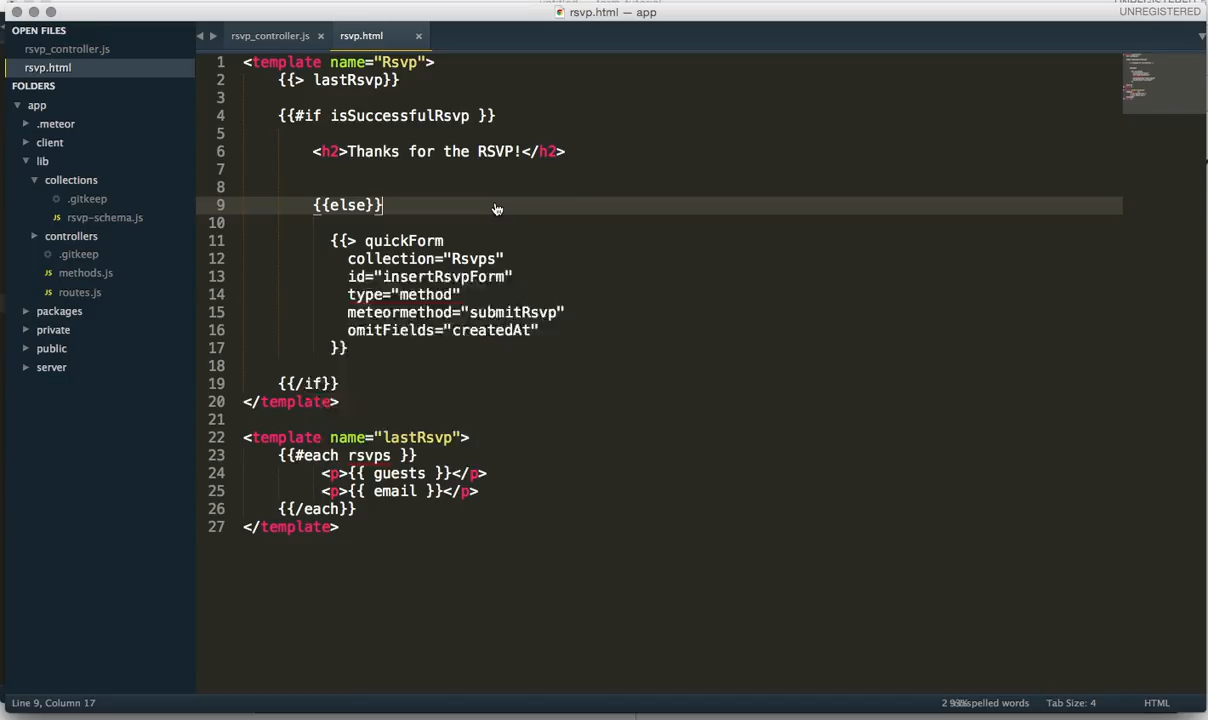 rsvp.html — app
UNREGISTERED
OPEN FILES
rsvp_controller.js
rsvp.html
FOLDERS
app
.meteor
client
lib
collections
.gitkeep
rsvp-schema.js
controllers
.gitkeep
methods.js
routes.js
packages
private
public
server
rsvp_controller.js × rsvp.html ×
1 <template name="Rsvp">
2 {{> lastRsvp}}
3
4 {{#if isSuccessfulRsvp }}
5
6 <h2>Thanks for the RSVP!</h2>
7
8
9 {{else}}
10
11 {{> quickForm
12 collection="Rsvps"
13 id="insertRsvpForm"
14 type="method"
15 meteormethod="submitRsvp"
16 omitFields="createdAt"
17 }}
18
19 {{/if}}
20 </template>
21
22 <template name="lastRsvp">
23 {{#each rsvps }}
24 <p>{{ guests }}</p>
25 <p>{{ email }}</p>
26 {{/each}}
27 </template>
Line 9, Column 17
words
Tab Size: 4
HTML